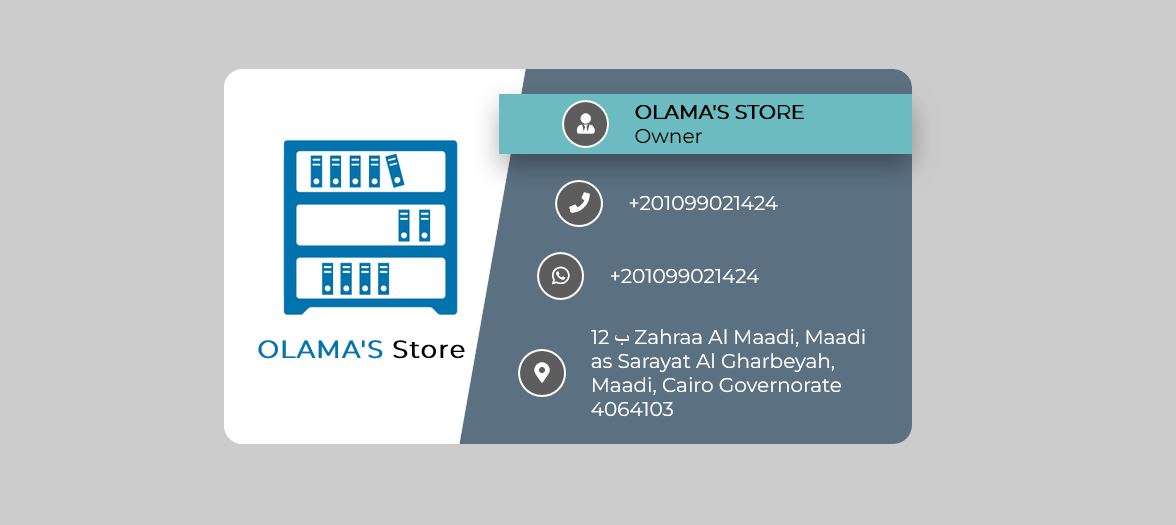 OLAMA'S Store
OLAMA'S STORE
Owner
+201099021424
+201099021424
12 ب Zahraa Al Maadi, Maadi
as Sarayat Al Gharbeyah,
Maadi, Cairo Governorate
4064103